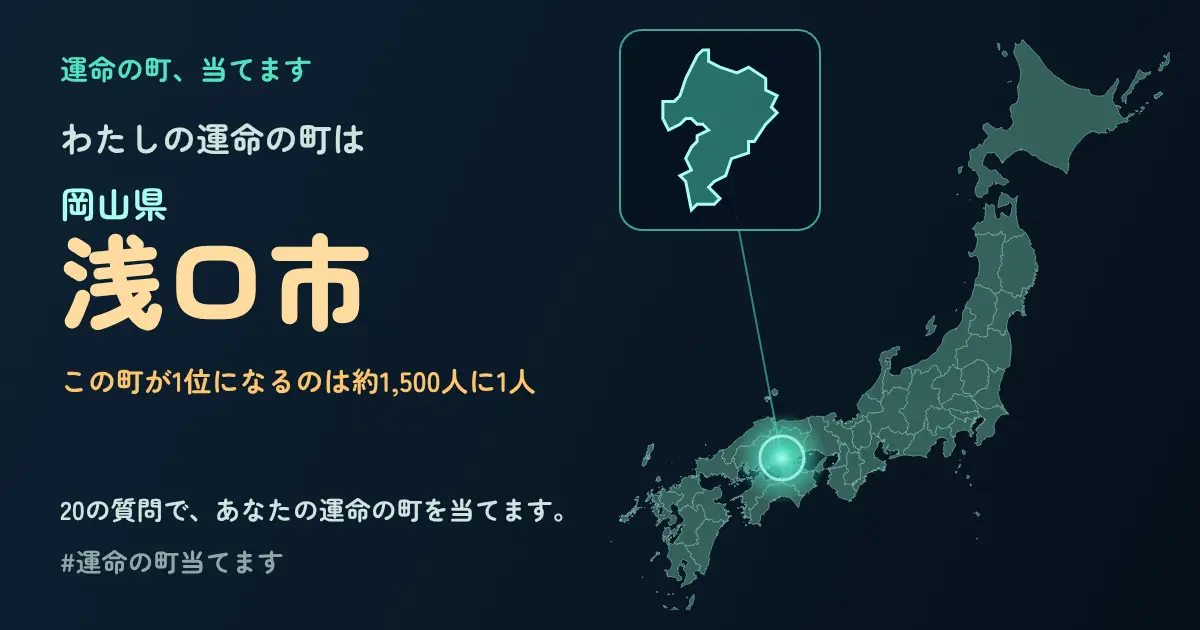 運命の町、当てます
わたしの運命の町は
岡山県
浅口市
この町が1位になるのは約1,500人に1人
20の質問で、あなたの運命の町を当てます。
#運命の町当てます